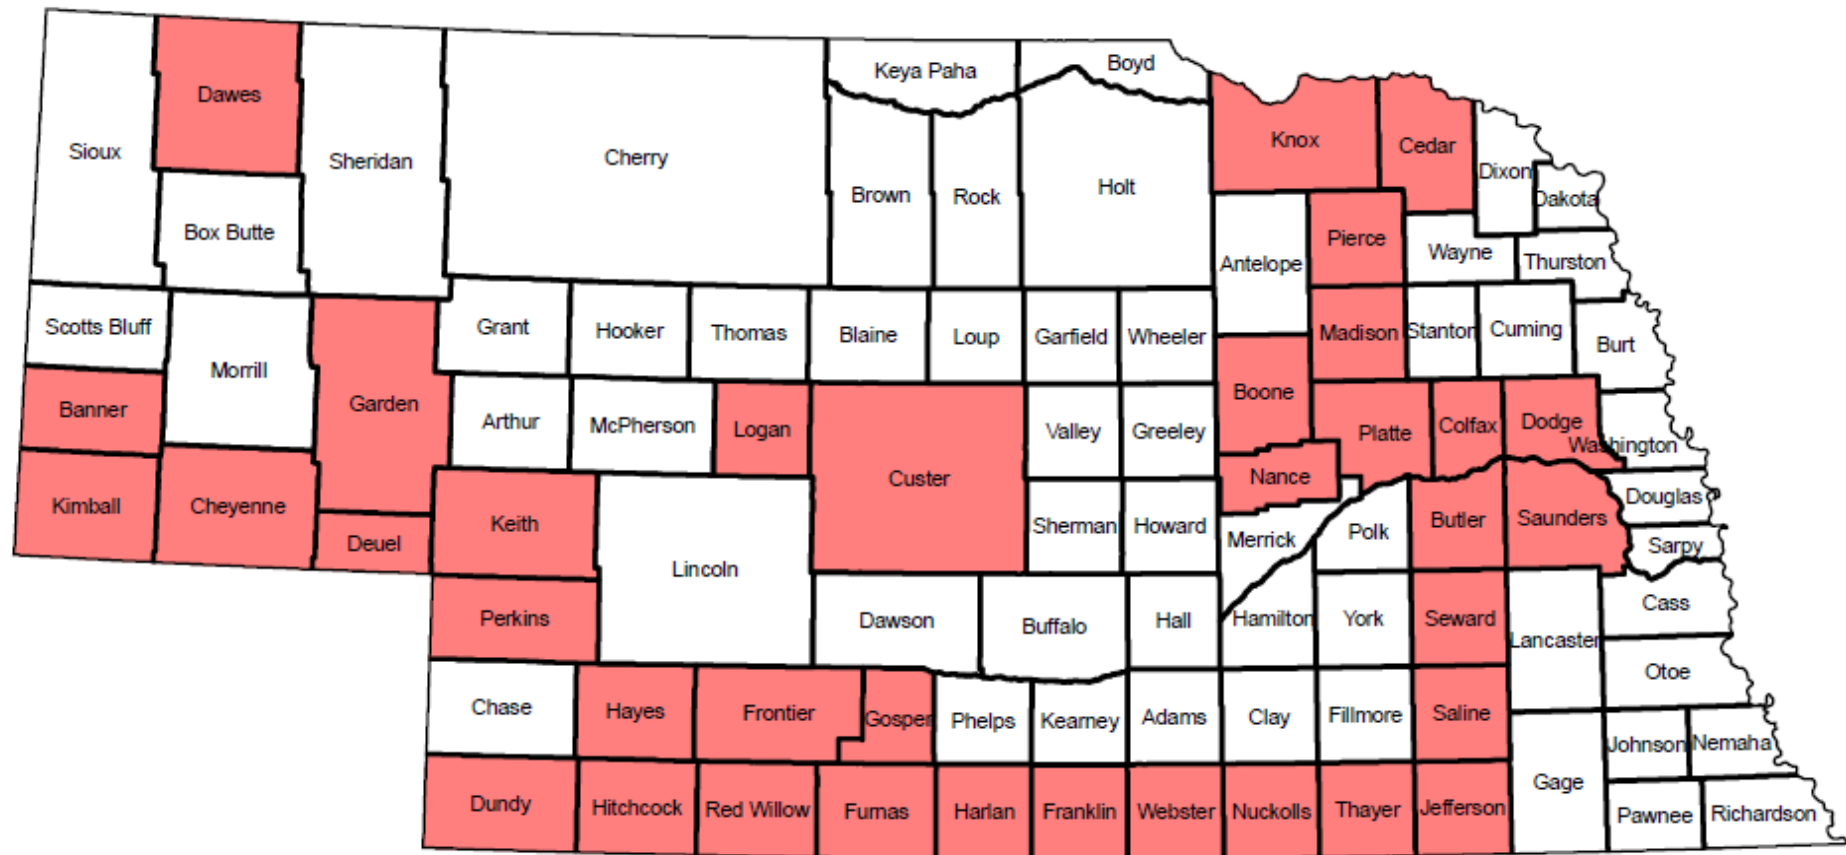 Boyd
Keya Paha
Dawes
Knox
Cedar
Sioux
Sheridan
Cherry
Dixon
Holt
Brown
Rock
Dakota
Box Butte
Pierce
Wayne
Antelope
Thurston
Scotts Bluff
Grant
Hooker
Thomas
Blaine
Loup
Garfield
Wheeler
Madison
Stanton
Cuming
Burt
Morrill
Banner
Garden
Boone
Arthur
McPherson
Logan
Valley
Greeley
Platte
Colfax
Dodge
Washington
Custer
Nance
Kimball
Cheyenne
Keith
Deuel
Sherman
Howard
Merrick
Polk
Butler
Saunders
Douglas
Sarpy
Lincoln
Perkins
Dawson
Buffalo
Hall
Hamilton
York
Seward
Lancaster
Cass
Otoe
Chase
Hayes
Frontier
Gosper
Phelps
Kearney
Adams
Clay
Fillmore
Saline
Johnson
Nemaha
Dundy
Hitchcock
Red Willow
Furnas
Harlan
Franklin
Webster
Nuckolls
Thayer
Jefferson
Gage
Pawnee
Richardson